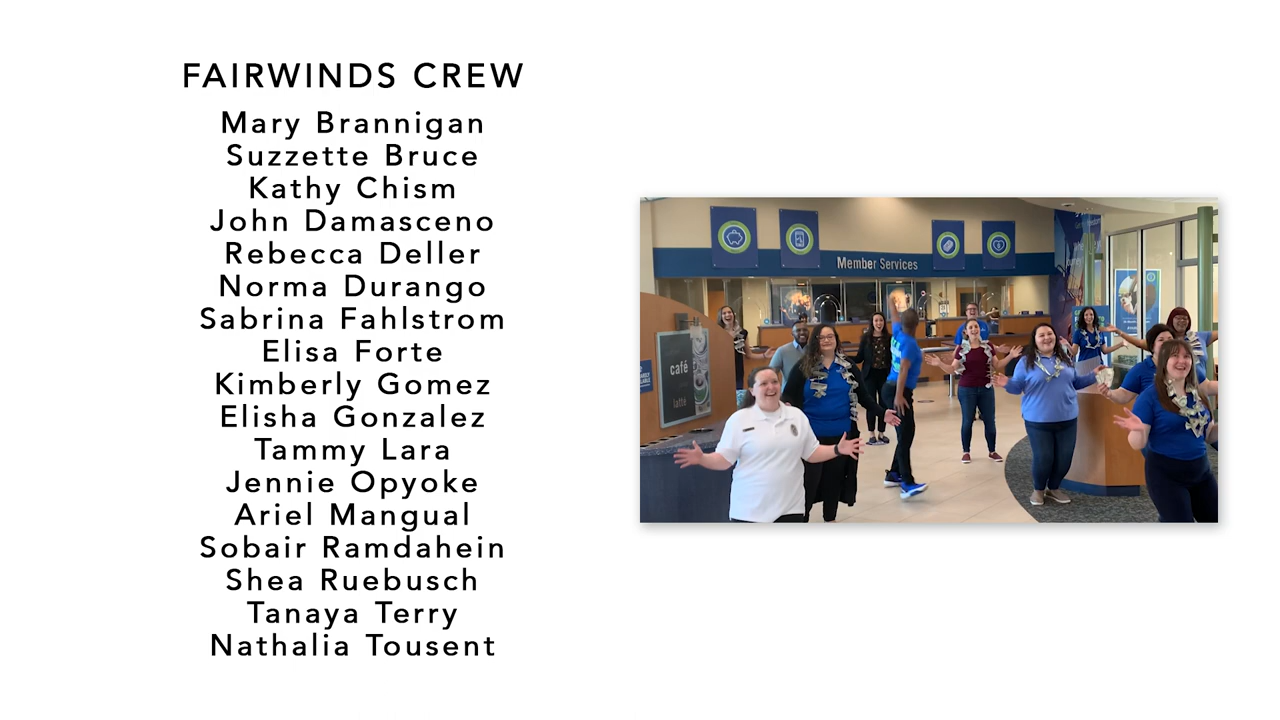 FAIRWINDS CREW
Mary Brannigan
Suzzette Bruce
Kathy Chism
John Damasceno
Rebecca Deller
Norma Durango
Sabrina Fahlstrom
Elisa Forte
Kimberly Gomez
Elisha Gonzalez
Tammy Lara
Jennie Opyoke
Ariel Mangual
Sobair Ramdahein
Shea Ruebusch
Tanaya Terry
Nathalia Tousent
Member Services
café
latté